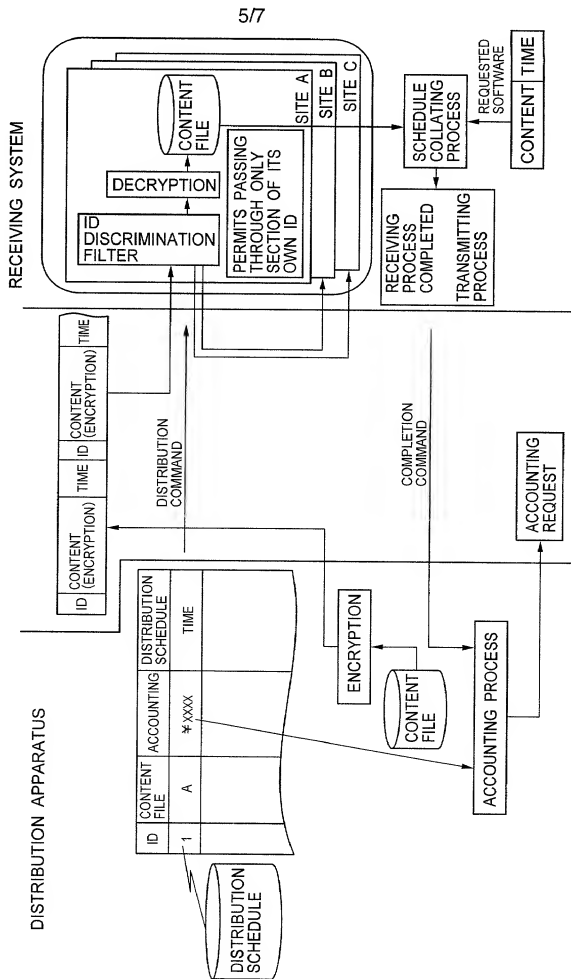 5/7
DISTRIBUTION APPARATUS
RECEIVING SYSTEM
DISTRIBUTION
SCHEDULE
ID
CONTENT
FILE
ACCOUNTING
DISTRIBUTION
SCHEDULE
1
A
¥XXXX
TIME
ID
CONTENT
(ENCRYPTION)
TIME
ID
CONTENT
(ENCRYPTION)
TIME
DISTRIBUTION
COMMAND
ENCRYPTION
CONTENT
FILE
ACCOUNTING PROCESS
COMPLETION
COMMAND
ACCOUNTING
REQUEST
ID
DISCRIMINATION
FILTER
DECRYPTION
CONTENT
FILE
PERMITS PASSING
THROUGH ONLY
SECTION OF ITS
OWN ID
SITE A
SITE B
SITE C
RECEIVING
PROCESS
COMPLETED
TRANSMITTING
PROCESS
SCHEDULE
COLLATING
PROCESS
REQUESTED
SOFTWARE
CONTENT
TIME